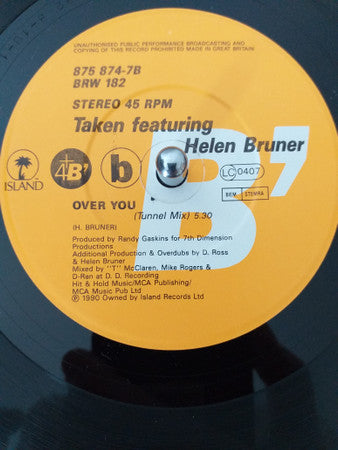 UNAUTHORISED PUBLIC PERFORMANCE BROADCASTING AND
COPYING OF THIS RECORD PROHIBITED MADE IN GREAT BRITAIN
875 874-7B
BRW 182
STEREO 45 RPM
Taken featuring
Helen Bruner
ISLAND
4
B'
b
B'
LC 0407
BIEM STEMRA
OVER YOU
(Tunnel Mix) 5.30
(H. BRUNER)
Produced by Randy Gaskins for 7th Dimension
Productions
Additional Production & Overdubs by D. Ross
& Helen Bruner
Mixed by "T" McClaren, Mike Rogers &
D-Ran at D. D. Recording
Hit & Hold Music/MCA Publishing/
MCA Music Pub Ltd
℗ 1990 Owned by Island Records Ltd